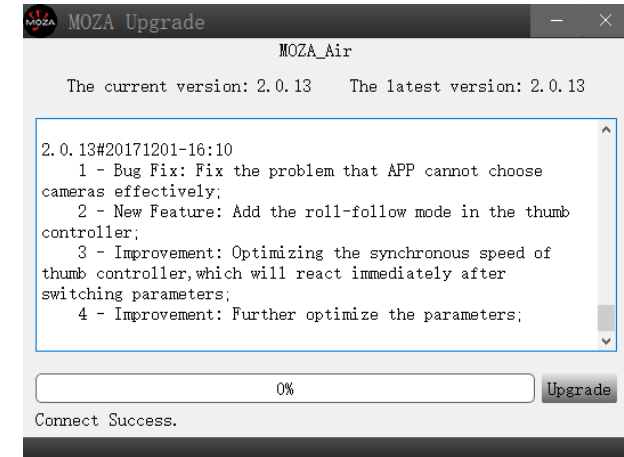 MOZA MOZA Upgrade
MOZA_Air
The current version: 2.0.13 The latest version: 2.0.13
2.0.13#20171201-16:10
1 - Bug Fix: Fix the problem that APP cannot choose
cameras effectively;
2 - New Feature: Add the roll-follow mode in the thumb
controller;
3 - Improvement: Optimizing the synchronous speed of
thumb controller,which will react immediately after
switching parameters;
4 - Improvement: Further optimize the parameters;
0% Upgrade
Connect Success.